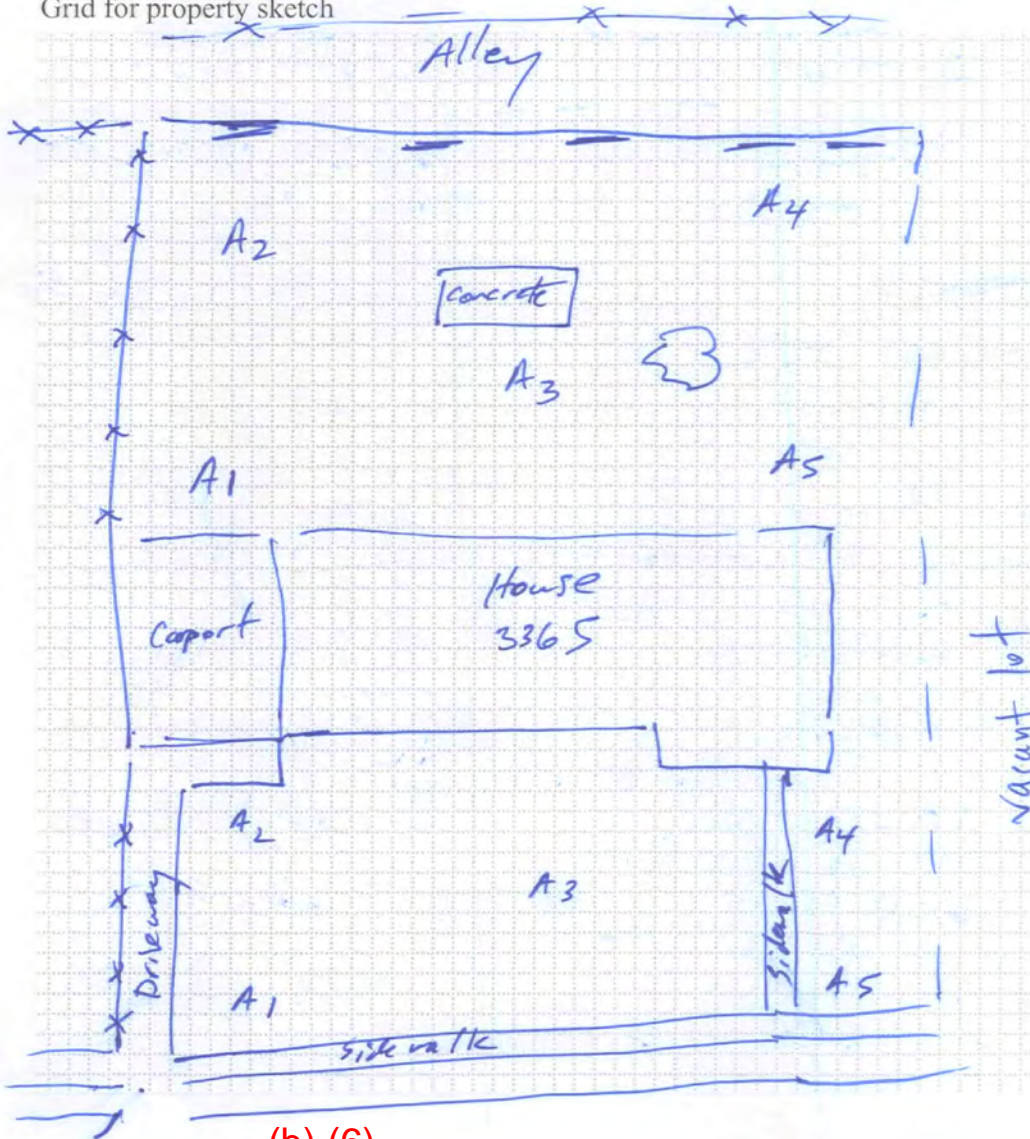 Grid for property sketch
Alley
A2
A4
concrete
A3
A1
A5
House
3365
Carport
vacant lot
A2
A4
A3
Driveway
Sidewalk
A1
A5
sidewalk
(b) (6)